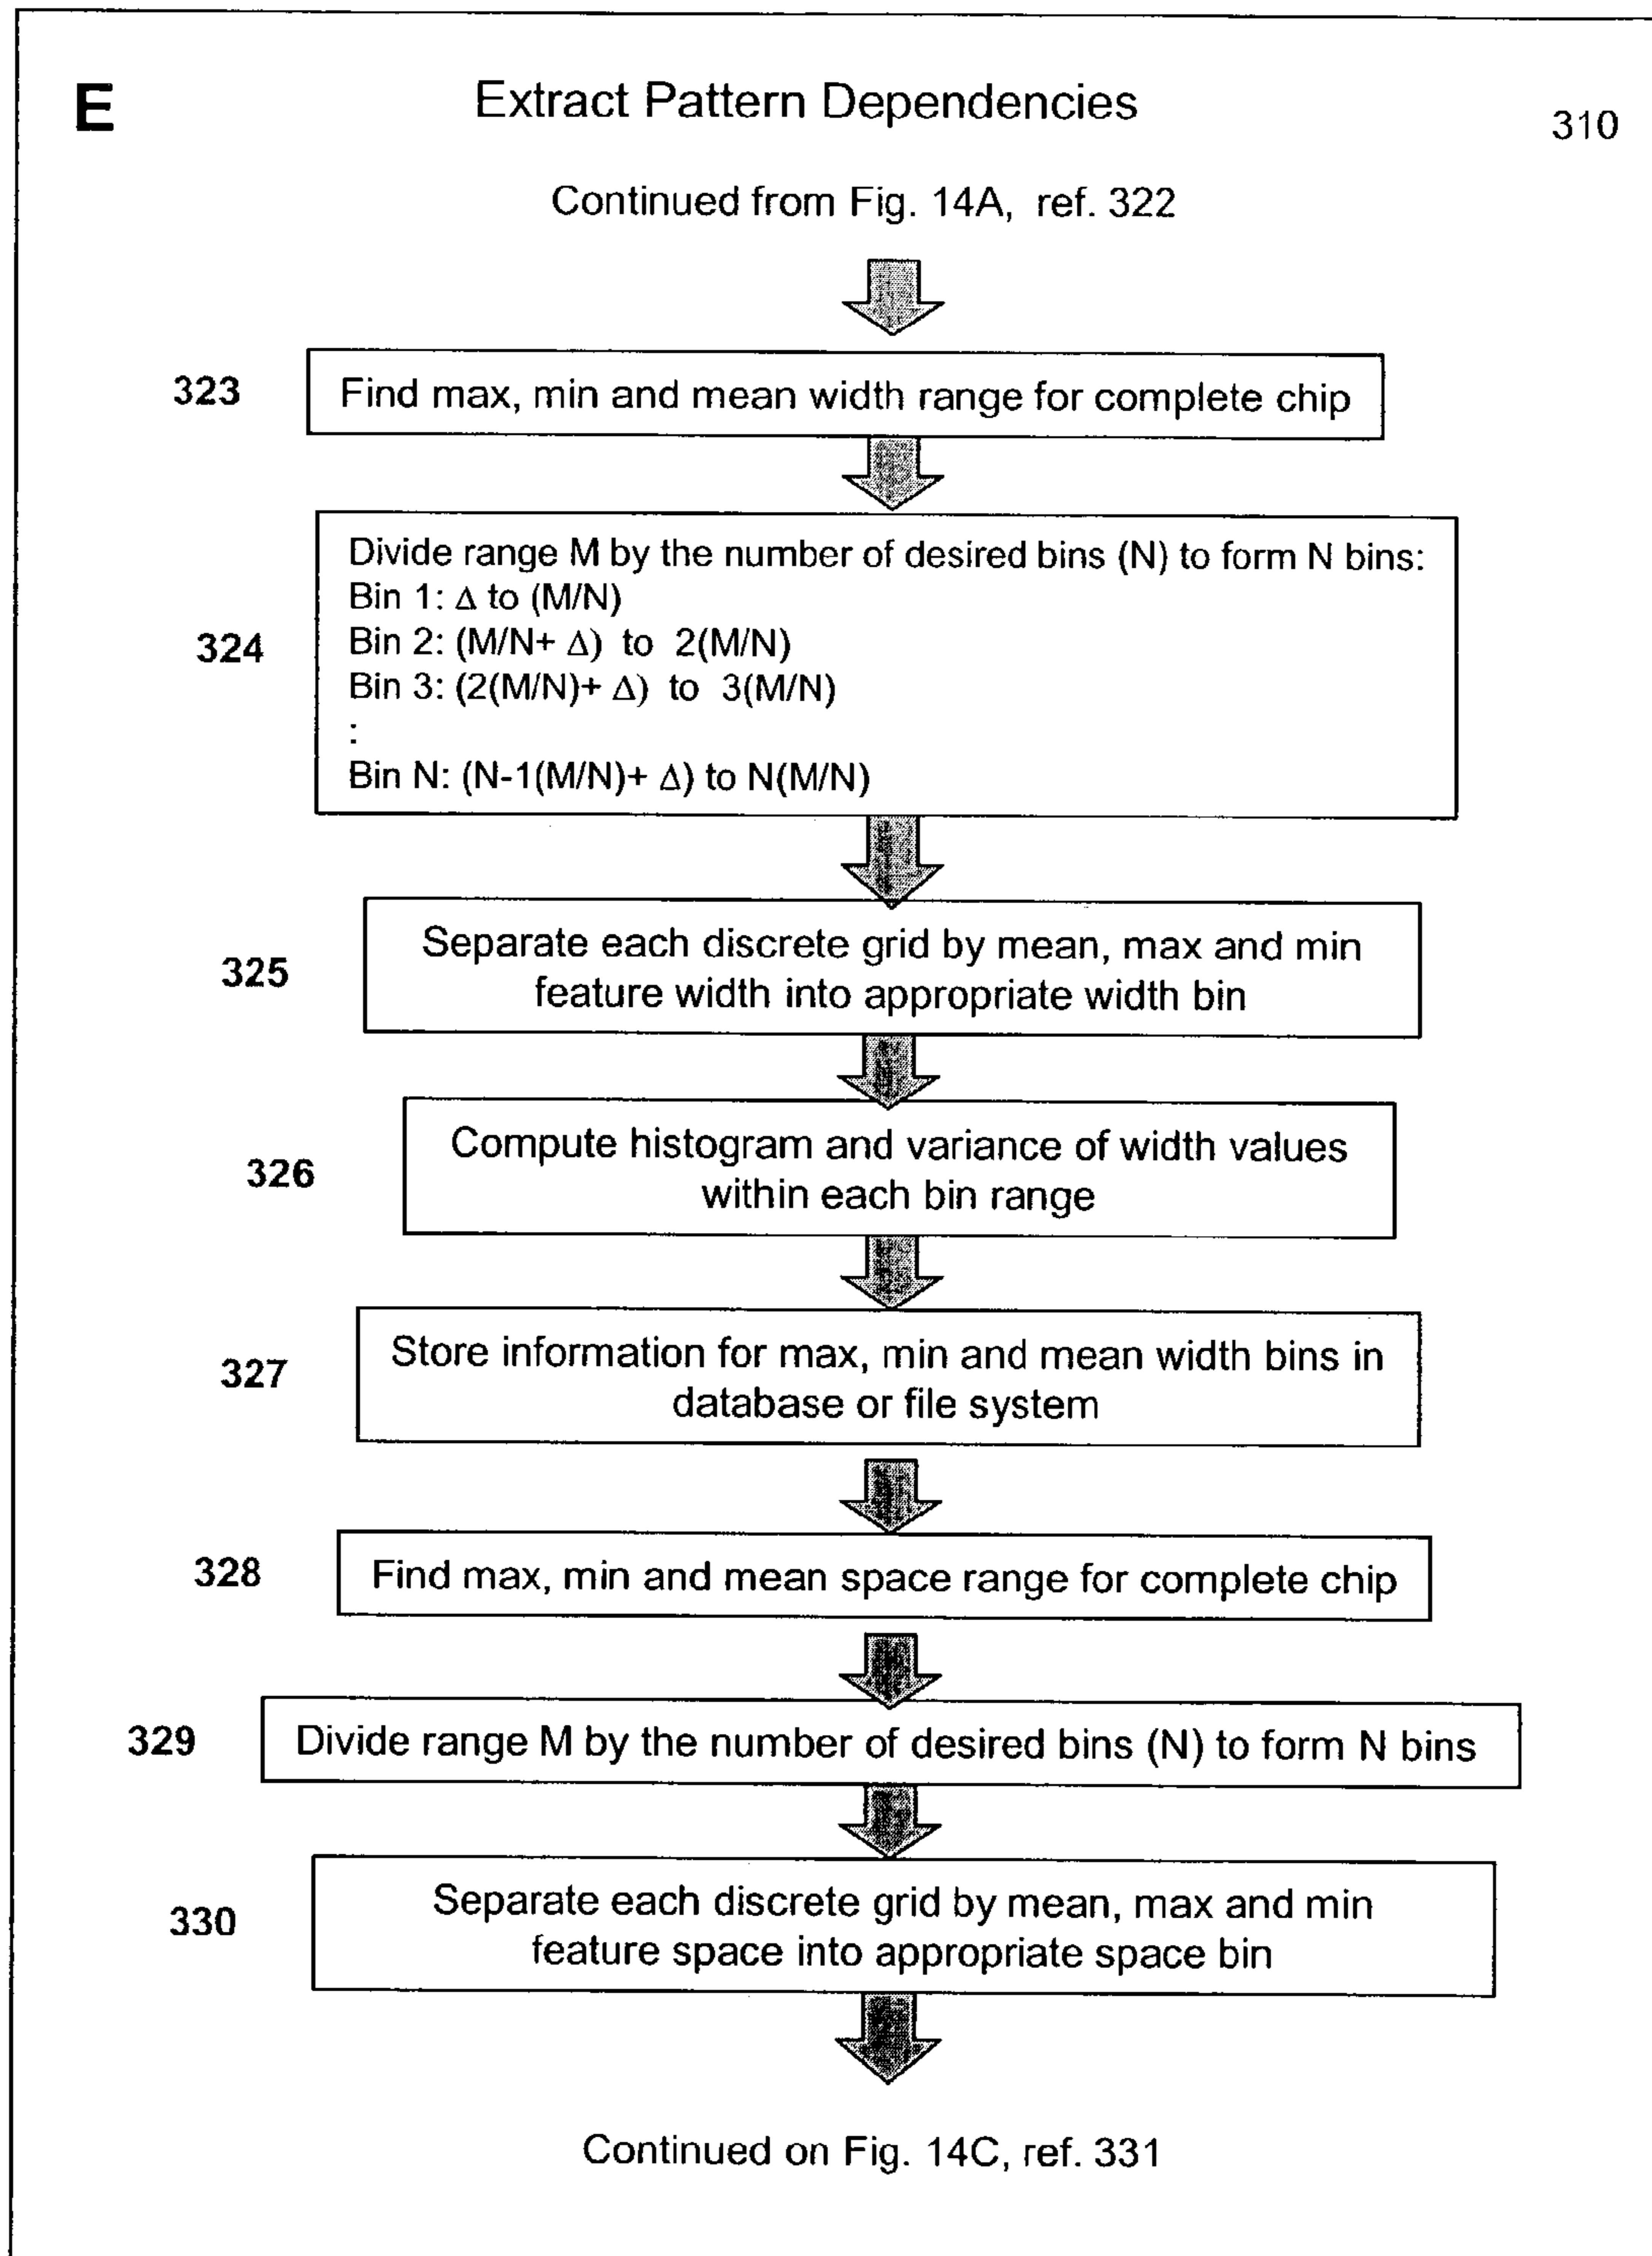 E
Extract Pattern Dependencies
310
Continued from Fig. 14A, ref. 322
323
Find max, min and mean width range for complete chip
324
Divide range M by the number of desired bins (N) to form N bins:
Bin 1: Δ to (M/N)
Bin 2: (M/N+ Δ) to 2(M/N)
Bin 3: (2(M/N)+ Δ) to 3(M/N)
:
Bin N: (N-1(M/N)+ Δ) to N(M/N)
325
Separate each discrete grid by mean, max and min
feature width into appropriate width bin
326
Compute histogram and variance of width values
within each bin range
327
Store information for max, min and mean width bins in
database or file system
328
Find max, min and mean space range for complete chip
329
Divide range M by the number of desired bins (N) to form N bins
330
Separate each discrete grid by mean, max and min
feature space into appropriate space bin
Continued on Fig. 14C, ref. 331